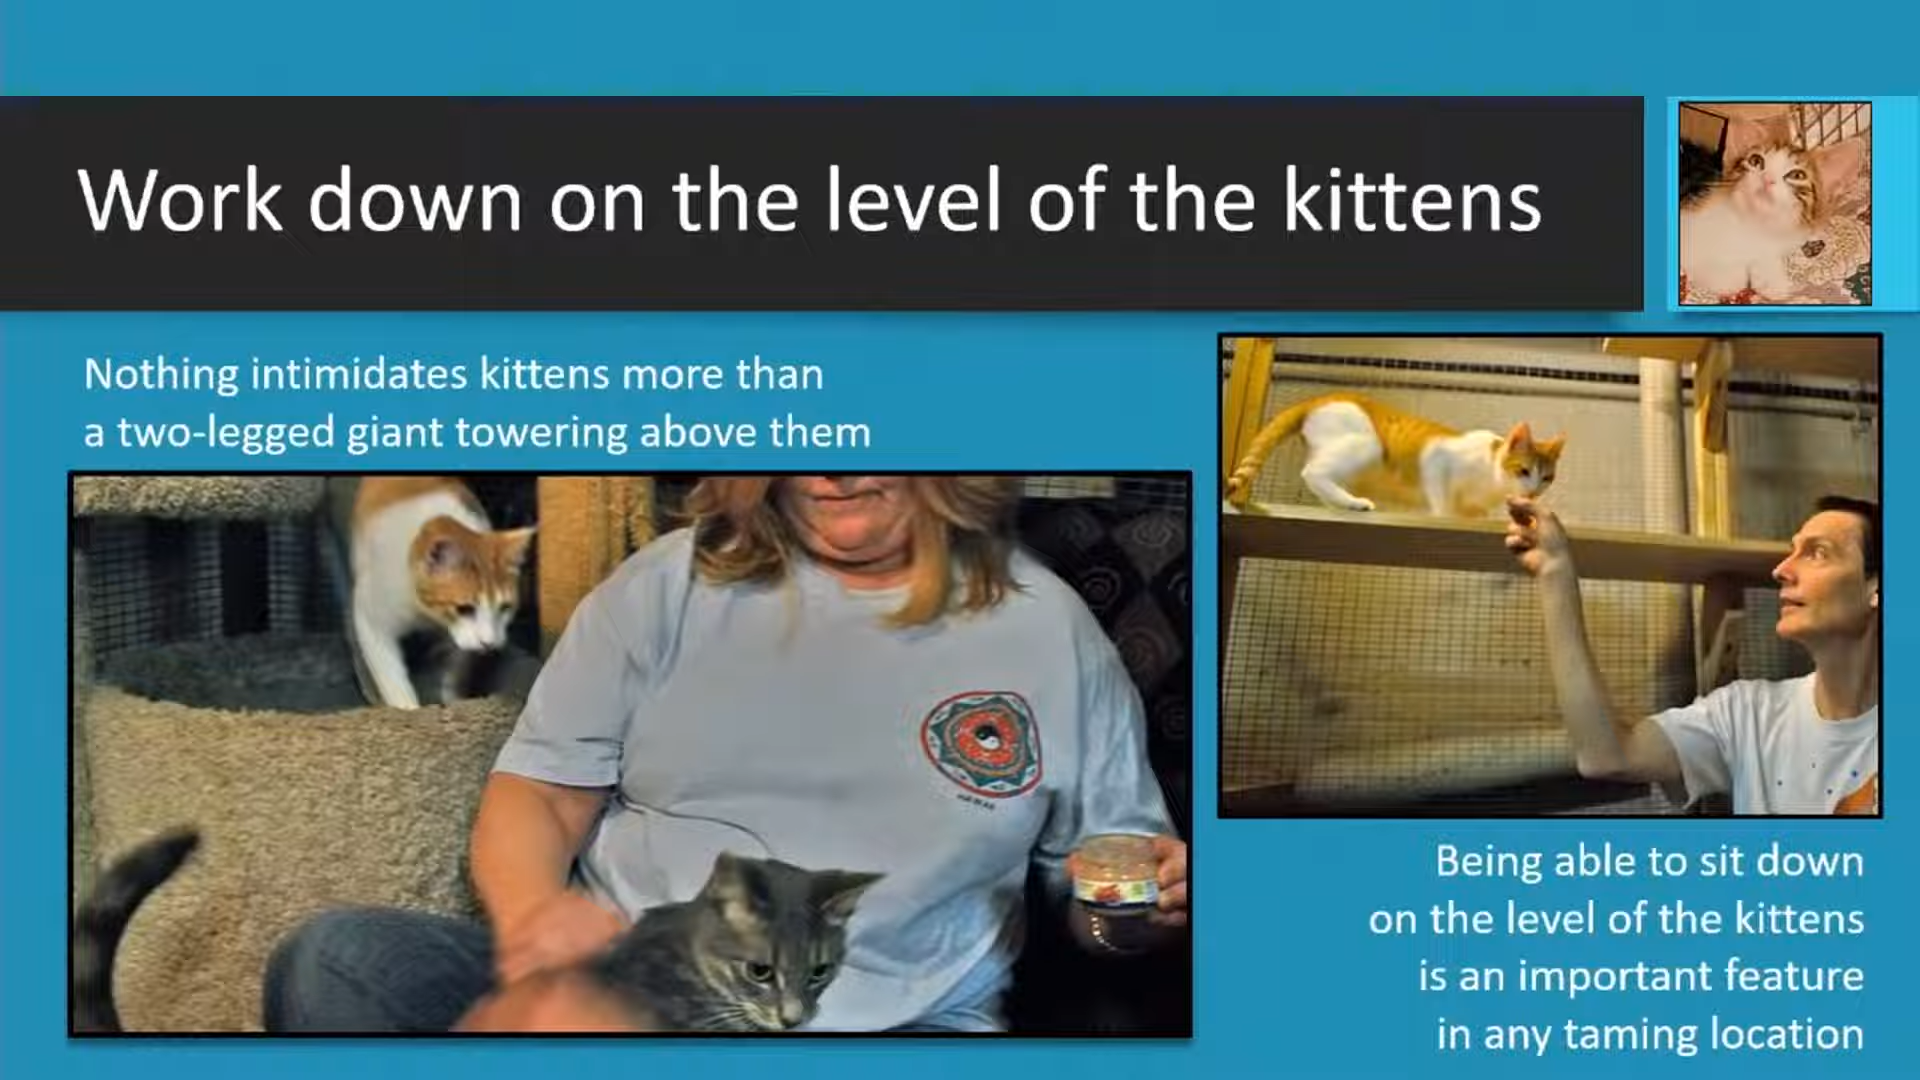 Work down on the level of the kittens
Nothing intimidates kittens more than
a two-legged giant towering above them
Being able to sit down
on the level of the kittens
is an important feature
in any taming location